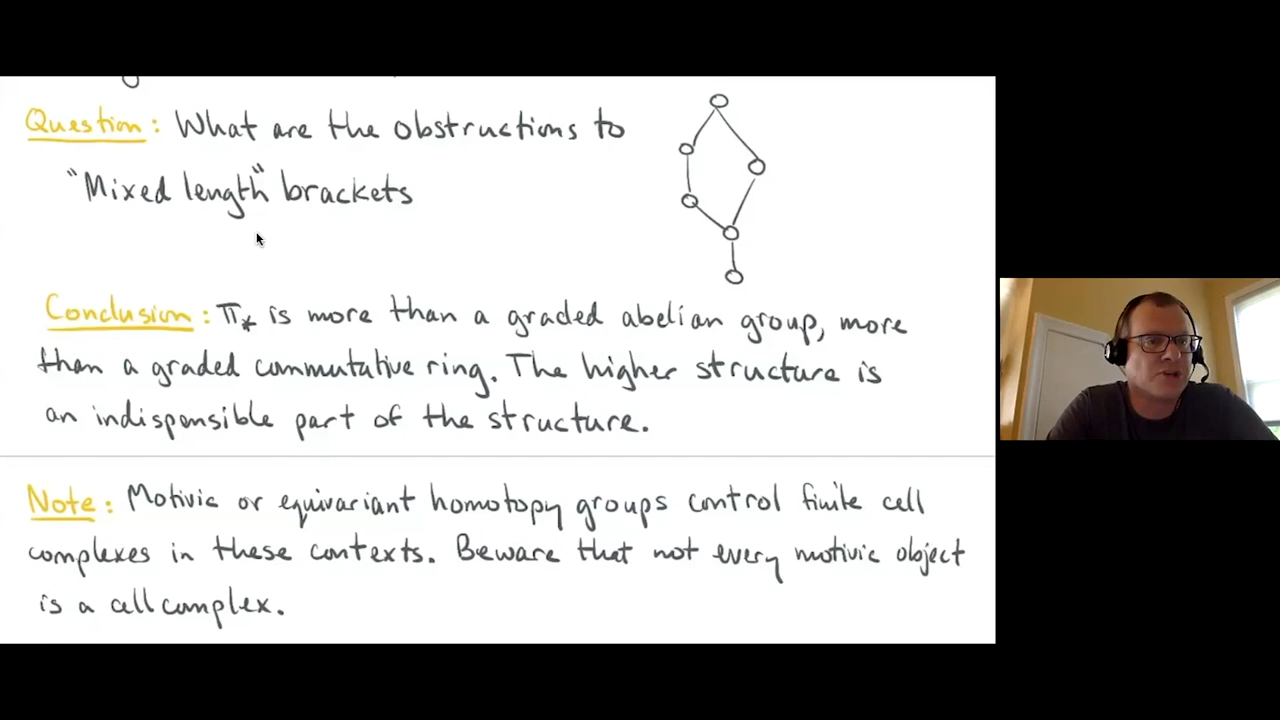 Question: What are the obstructions to
"Mixed length" brackets
Conclusion: π* is more than a graded abelian group, more
than a graded commutative ring. The higher structure is
an indispensible part of the structure.
Note: Motivic or equivariant homotopy groups control finite cell
complexes in these contexts. Beware that not every motivic object
is a cell complex.